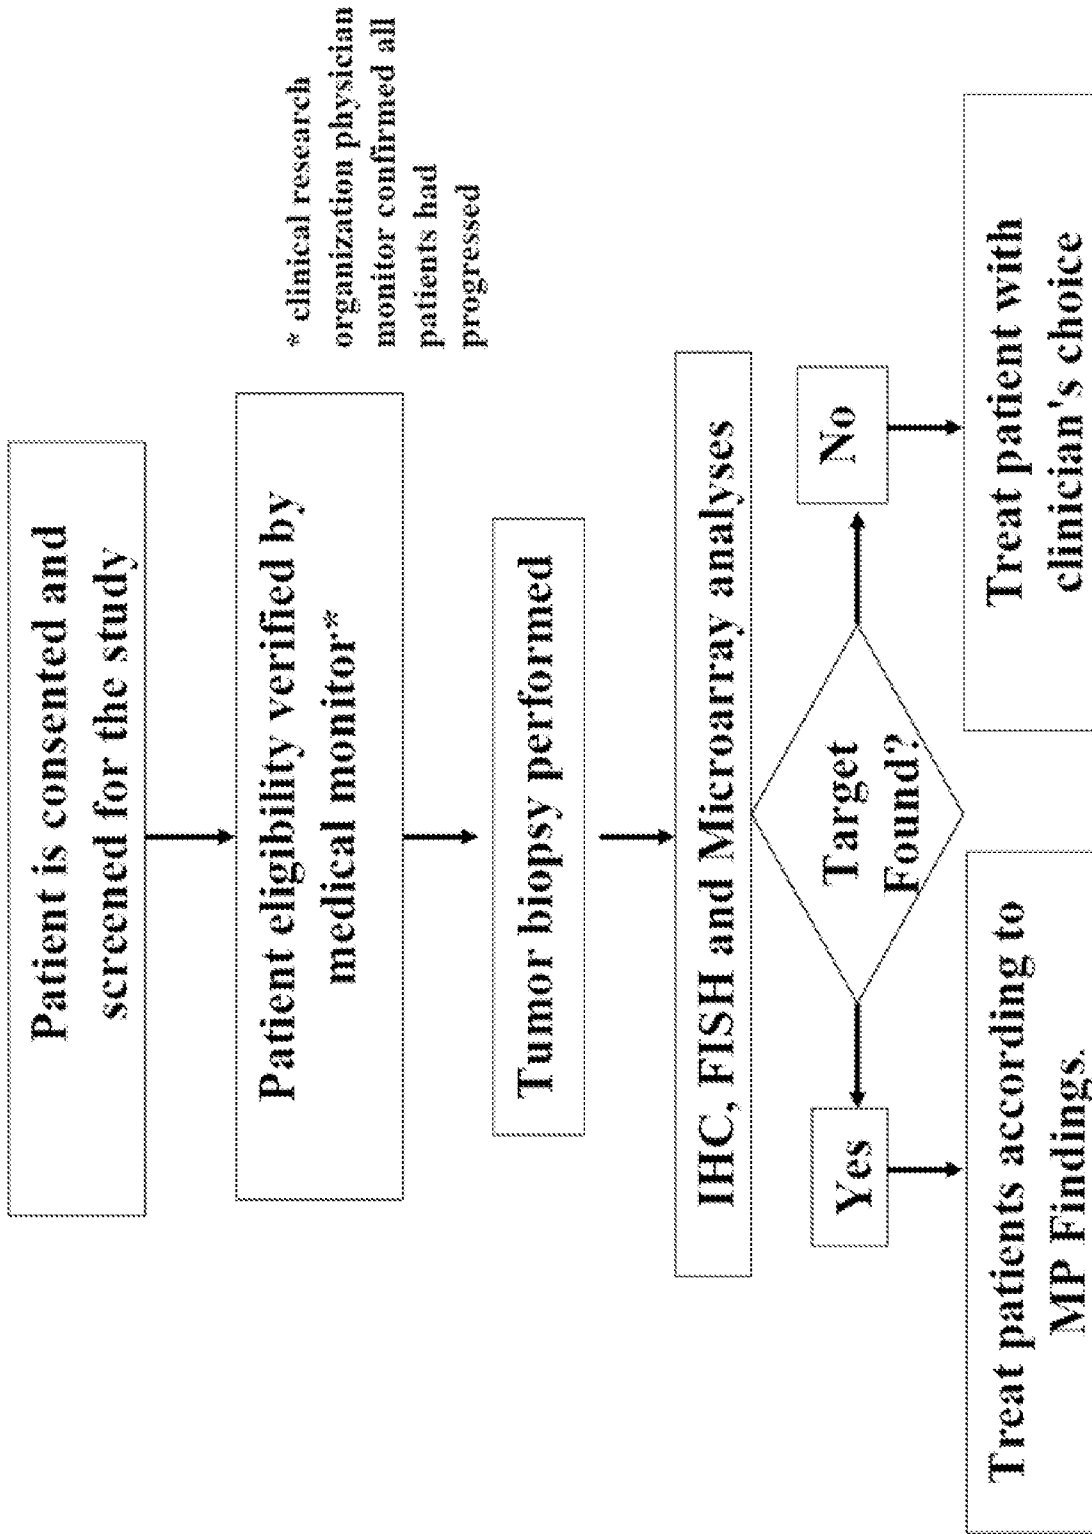 Patient is consented and
screened for the study
Patient eligibility verified by
medical monitor*
* clinical research
organization physician
monitor confirmed all
patients had
progressed
Tumor biopsy performed
IHC, FISH and Microarray analyses
Target
Found?
Yes
No
Treat patients according to
MP Findings.
Treat patient with
clinician's choice